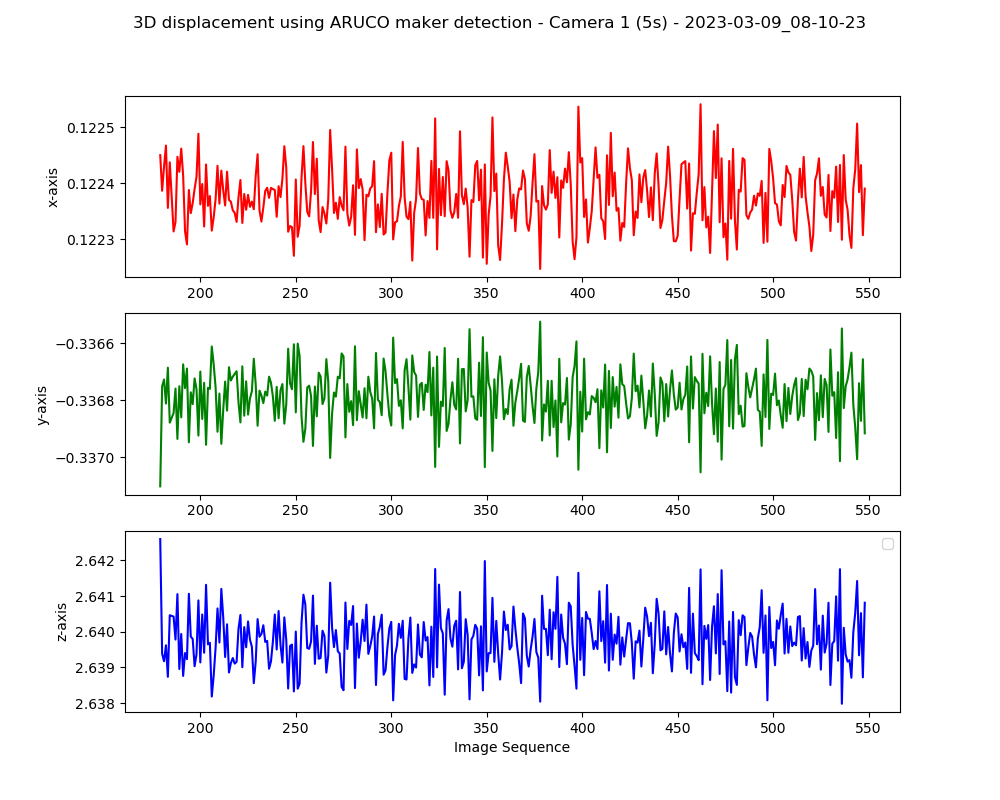 3D displacement using ARUCO maker detection - Camera 1 (5s) - 2023-03-09_08-10-23
0.1225
0.1224
0.1223
x-axis
200 250 300 350 400 450 500 550
−0.3366
−0.3368
−0.3370
y-axis
200 250 300 350 400 450 500 550
2.642
2.641
2.640
2.639
2.638
z-axis
200 250 300 350 400 450 500 550
Image Sequence